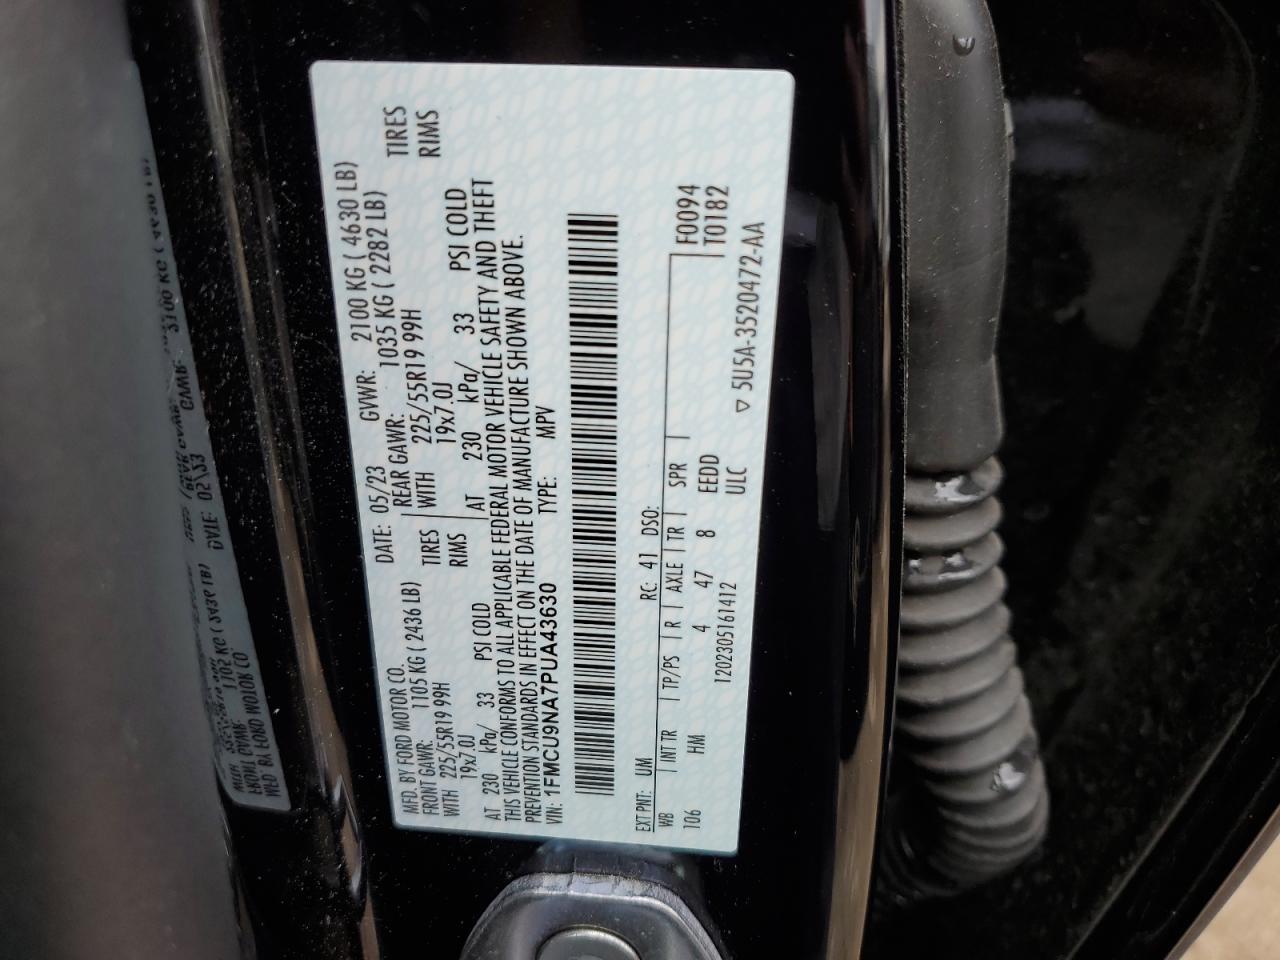 MFD. BY FORD MOTOR CO.
DATE: 05/23 GVWR: 2100 KG ( 4630 LB)
FRONT GAWR: 1105 KG ( 2436 LB) REAR GAWR: 1035 KG ( 2282 LB)
WITH 225/55R19 99H TIRES WITH 225/55R19 99H TIRES
19x7.0J RIMS 19x7.0J RIMS
AT 230 kPa/ 33 PSI COLD AT 230 kPa/ 33 PSI COLD
THIS VEHICLE CONFORMS TO ALL APPLICABLE FEDERAL MOTOR VEHICLE SAFETY AND THEFT
PREVENTION STANDARDS IN EFFECT ON THE DATE OF MANUFACTURE SHOWN ABOVE.
VIN: 1FMCU9NA7PUA43630 TYPE: MPV
EXT PNT: UM RC: 41 DSO:
WB INT TR TP/PS R AXLE TR SPR F0094
106 HM 4 47 8 EEDD T0182
1202305161412 ULC
▽ 5U5A-3520472-AA